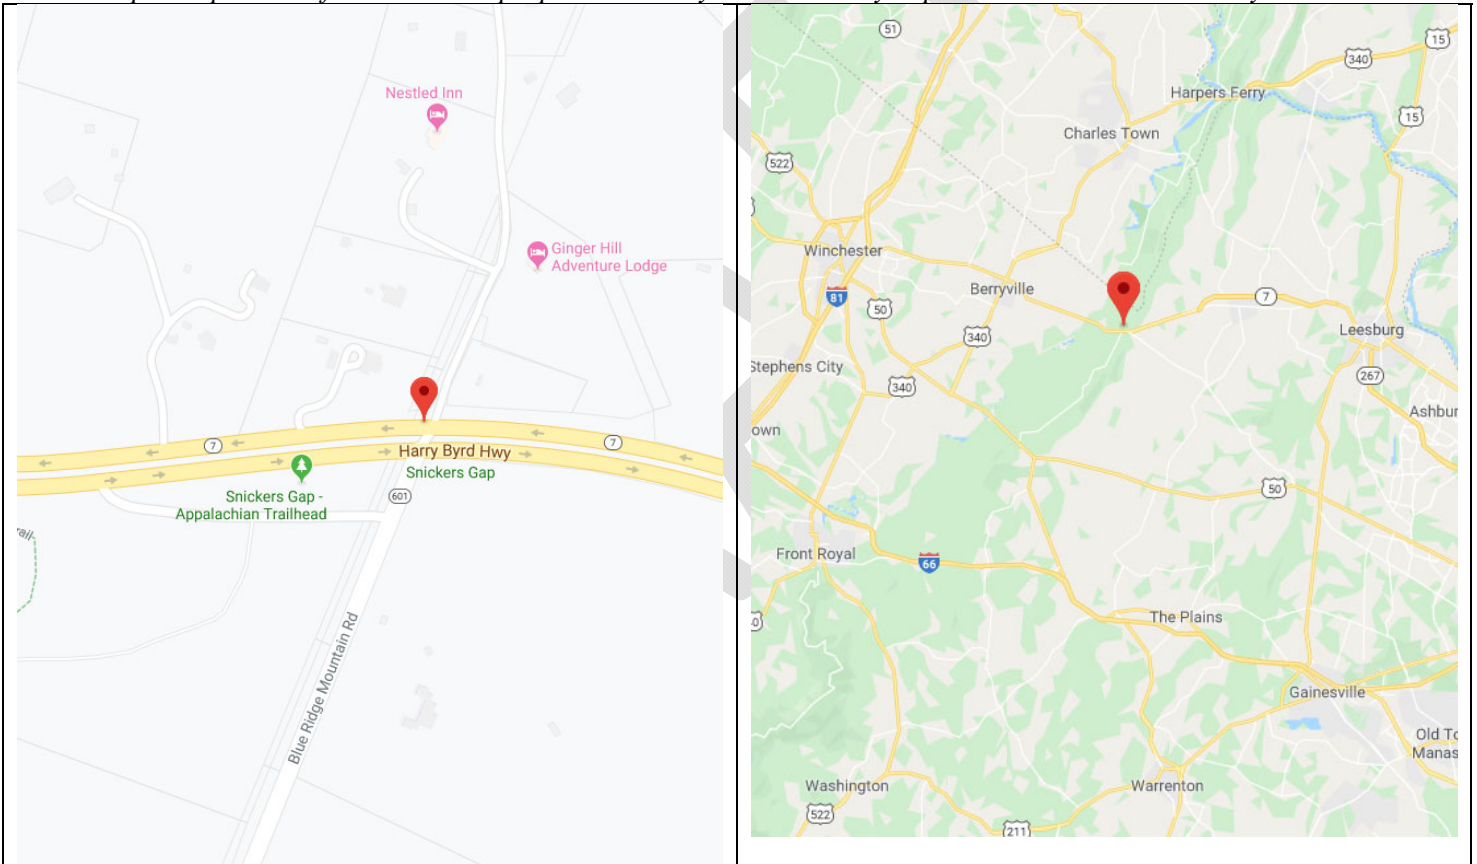 Nestled Inn
Ginger Hill
Adventure Lodge
7
7
Harry Byrd Hwy
Snickers Gap
Snickers Gap -
Appalachian Trailhead
601
rail
Blue Ridge Mountain Rd
51
15
340
Harpers Ferry
15
Charles Town
522
Winchester
Berryville
81
7
50
Leesburg
340
Stephens City
340
267
Ashbur
own
50
Front Royal
66
The Plains
Gainesville
Old To
Manas
Washington
Warrenton
522
211